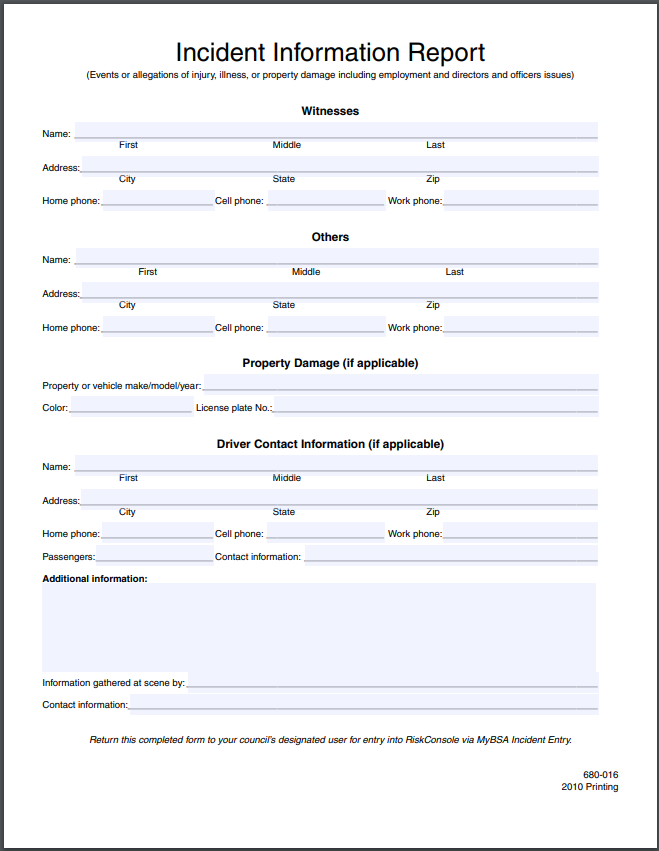 Incident Information Report
(Events or allegations of injury, illness, or property damage including employment and directors and officers issues)
Witnesses
Name:
First Middle Last
Address:
City State Zip
Home phone: Cell phone: Work phone:
Others
Name:
First Middle Last
Address:
City State Zip
Home phone: Cell phone: Work phone:
Property Damage (if applicable)
Property or vehicle make/model/year:
Color: License plate No.:
Driver Contact Information (if applicable)
Name:
First Middle Last
Address:
City State Zip
Home phone: Cell phone: Work phone:
Passengers: Contact information:
Additional information:
Information gathered at scene by:
Contact information:
Return this completed form to your council's designated user for entry into RiskConsole via MyBSA Incident Entry.
680-016
2010 Printing